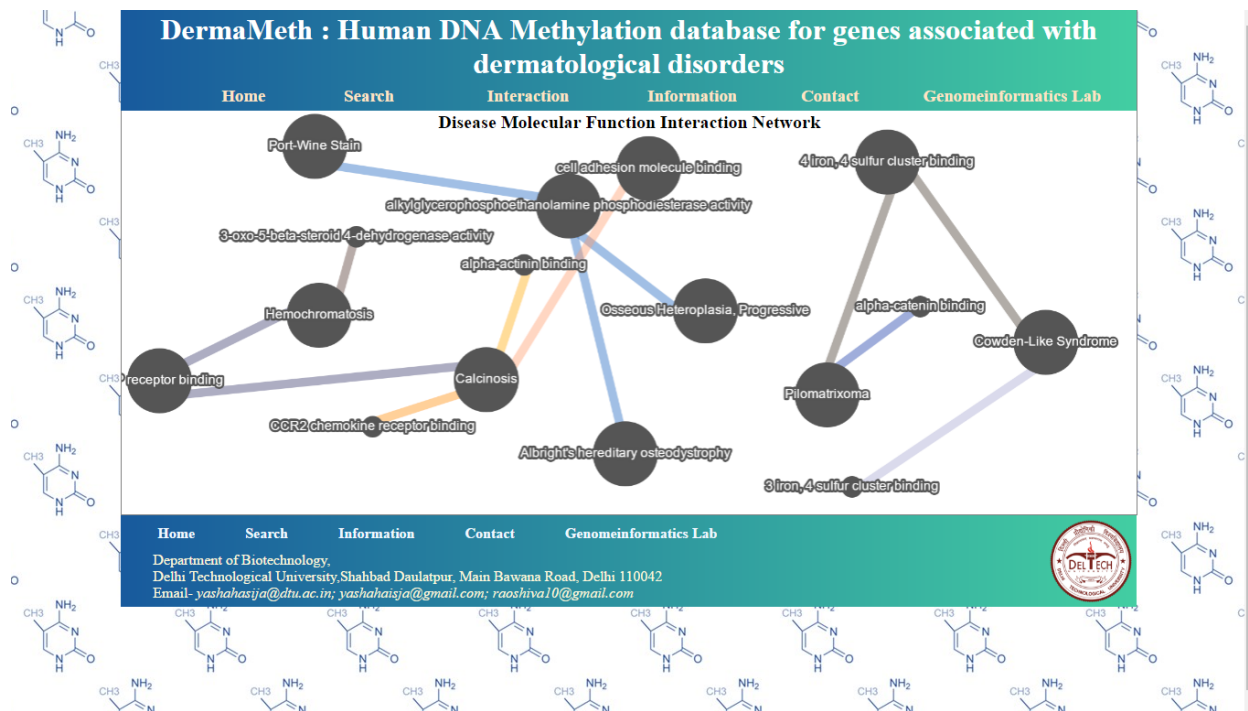 DermaMeth : Human DNA Methylation database for genes associated with
dermatological disorders
Home Search Interaction Information Contact Genomeinformatics Lab
Disease Molecular Function Interaction Network
Port-Wine Stain
cell adhesion molecule binding
4 iron, 4 sulfur cluster binding
alkylglycerophosphoethanolamine phosphodiesterase activity
3-oxo-5-beta-steroid 4-dehydrogenase activity
alpha-actinin binding
Osseous Heteroplasia, Progressive
alpha-catenin binding
Hemochromatosis
Cowden-Like Syndrome
receptor binding
Calcinosis
Pilomatrixoma
CCR2 chemokine receptor binding
Albright's hereditary osteodystrophy
3 iron, 4 sulfur cluster binding
Home Search Information Contact Genomeinformatics Lab
Department of Biotechnology,
Delhi Technological University,Shahbad Daulatpur, Main Bawana Road, Delhi 110042
Email- yashahasija@dtu.ac.in; yashahaisja@gmail.com; raoshiva10@gmail.com
DELTECH